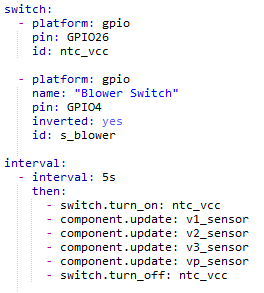 switch:
  - platform: gpio
    pin: GPIO26
    id: ntc_vcc

  - platform: gpio
    name: "Blower Switch"
    pin: GPIO4
    inverted: yes
    id: s_blower

interval:
  - interval: 5s
    then:
      - switch.turn_on: ntc_vcc
      - component.update: v1_sensor
      - component.update: v2_sensor
      - component.update: v3_sensor
      - component.update: vp_sensor
      - switch.turn_off: ntc_vcc